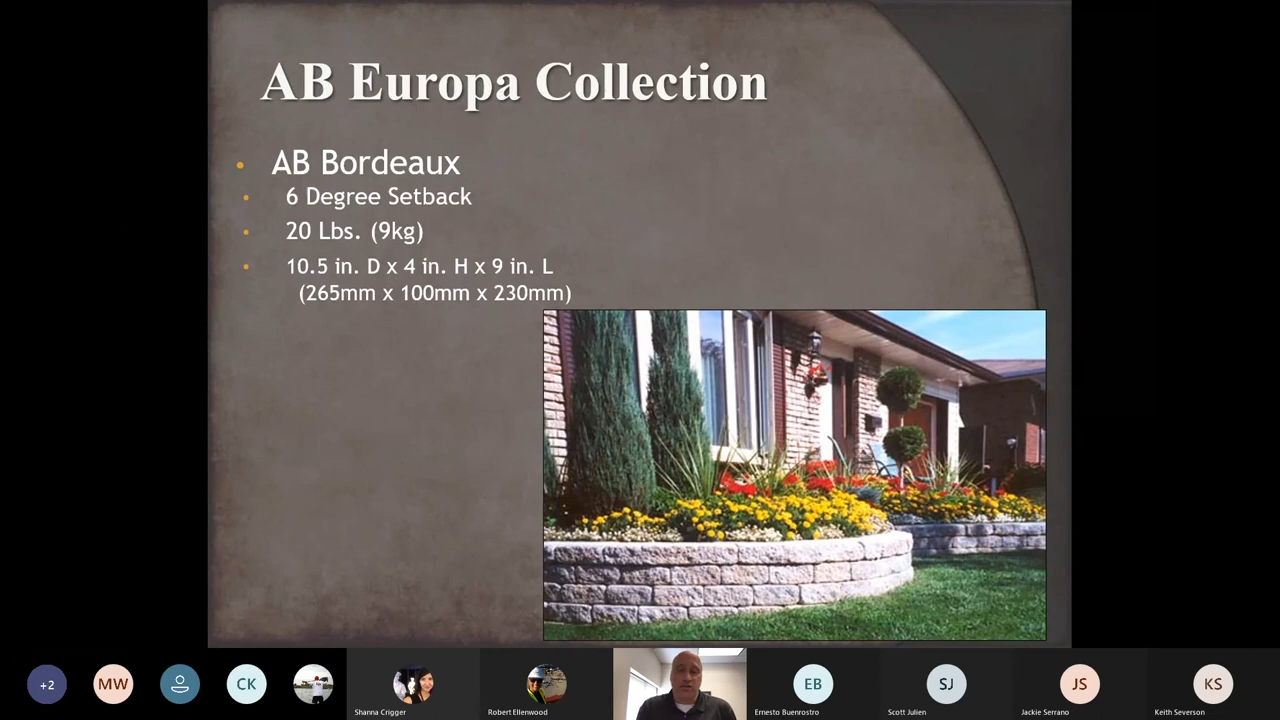 AB Europa Collection
AB Bordeaux
6 Degree Setback
20 Lbs. (9kg)
10.5 in. D x 4 in. H x 9 in. L
(265mm x 100mm x 230mm)
+2
MW
CK
EB
SJ
JS
KS
Shanna Crigger
Robert Ellenwood
Ernesto Buenrostro
Scott Julien
Jackie Serrano
Keith Severson